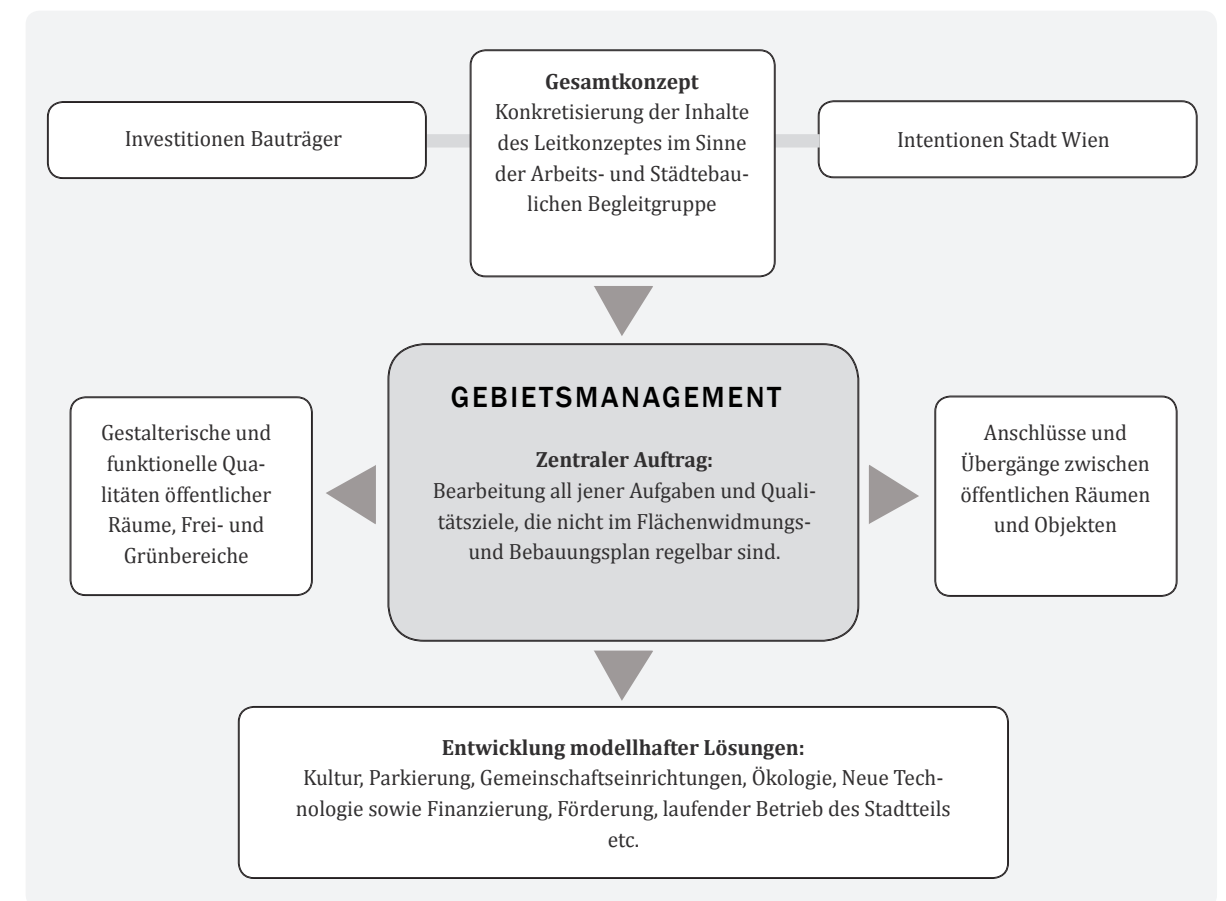 Gesamtkonzept
Konkretisierung der Inhalte
des Leitkonzeptes im Sinne
der Arbeits- und Städtebau-
lichen Begleitgruppe
Investitionen Bauträger
Intentionen Stadt Wien
GEBIETSMANAGEMENT
Zentraler Auftrag:
Bearbeitung all jener Aufgaben und Quali-
tätsziele, die nicht im Flächenwidmungs-
und Bebauungsplan regelbar sind.
Gestalterische und
funktionelle Qua-
litäten öffentlicher
Räume, Frei- und
Grünbereiche
Anschlüsse und
Übergänge zwischen
öffentlichen Räumen
und Objekten
Entwicklung modellhafter Lösungen:
Kultur, Parkierung, Gemeinschaftseinrichtungen, Ökologie, Neue Tech-
nologie sowie Finanzierung, Förderung, laufender Betrieb des Stadtteils
etc.